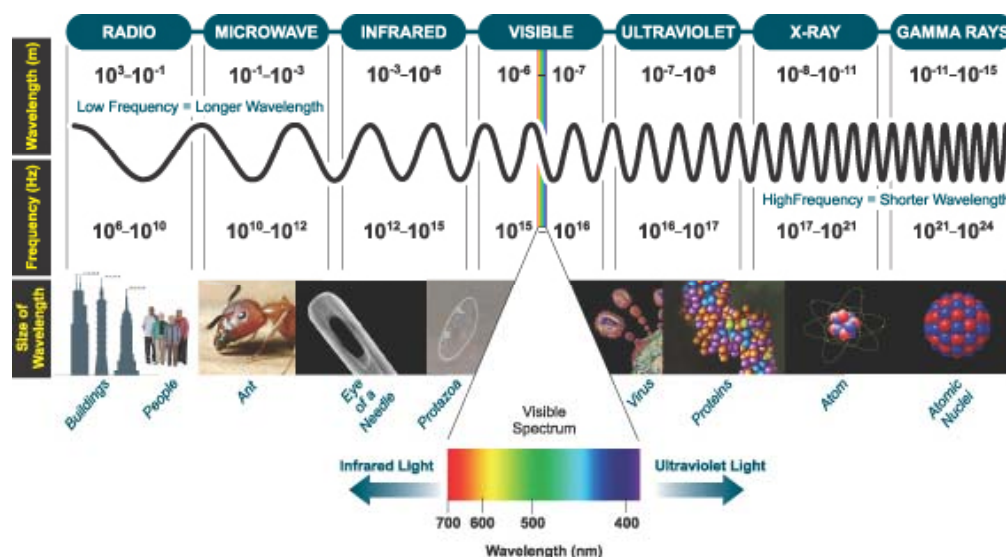 RADIO MICROWAVE INFRARED VISIBLE ULTRAVIOLET X-RAY GAMMA RAYS
Wavelength (m)
10³–10⁻¹ 10⁻¹–10⁻³ 10⁻³–10⁻⁶ 10⁻⁶ – 10⁻⁷ 10⁻⁷–10⁻⁸ 10⁻⁸–10⁻¹¹ 10⁻¹¹–10⁻¹⁵
Low Frequency = Longer Wavelength
Frequency (Hz)
HighFrequency = Shorter Wavelength
10⁶–10¹⁰ 10¹⁰–10¹² 10¹²–10¹⁵ 10¹⁵ – 10¹⁶ 10¹⁶–10¹⁷ 10¹⁷–10²¹ 10²¹–10²⁴
Size of
Wavelength
Buildings
People
Ant
Eye
of a
Needle
Protazoa
Virus
Proteins
Atom
Atomic
Nuclei
Visible
Spectrum
Infrared Light
Ultraviolet Light
700 600 500 400
Wavelength (nm)